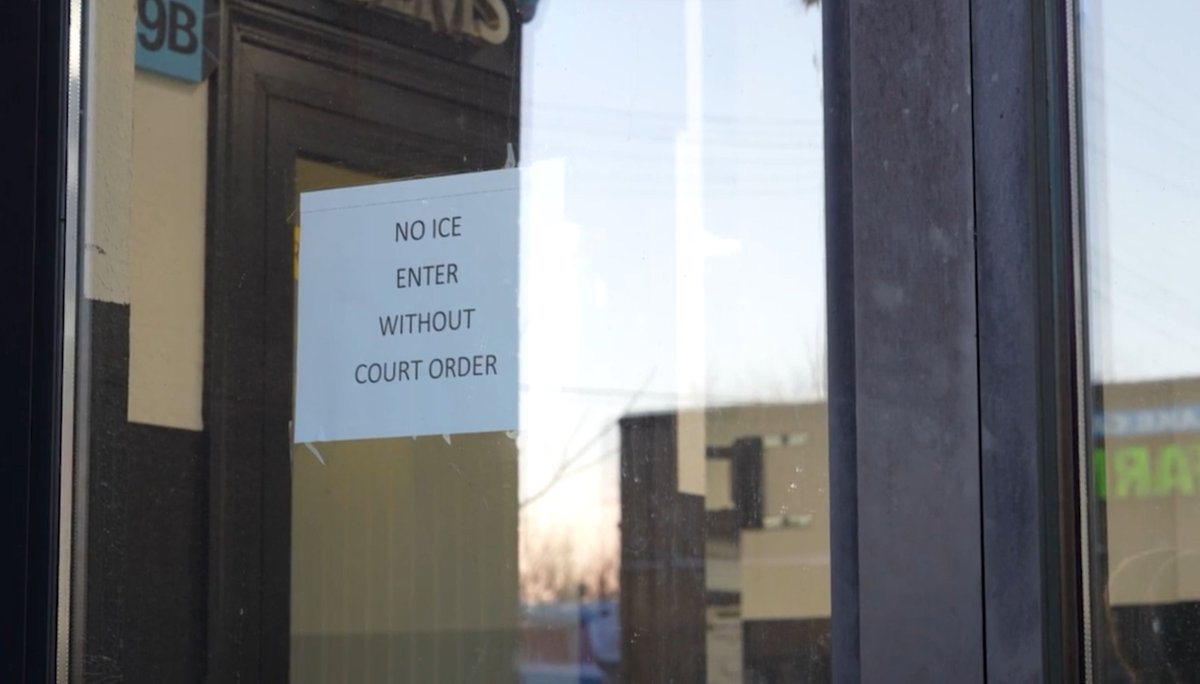 9B
NO ICE
ENTER
WITHOUT
COURT ORDER